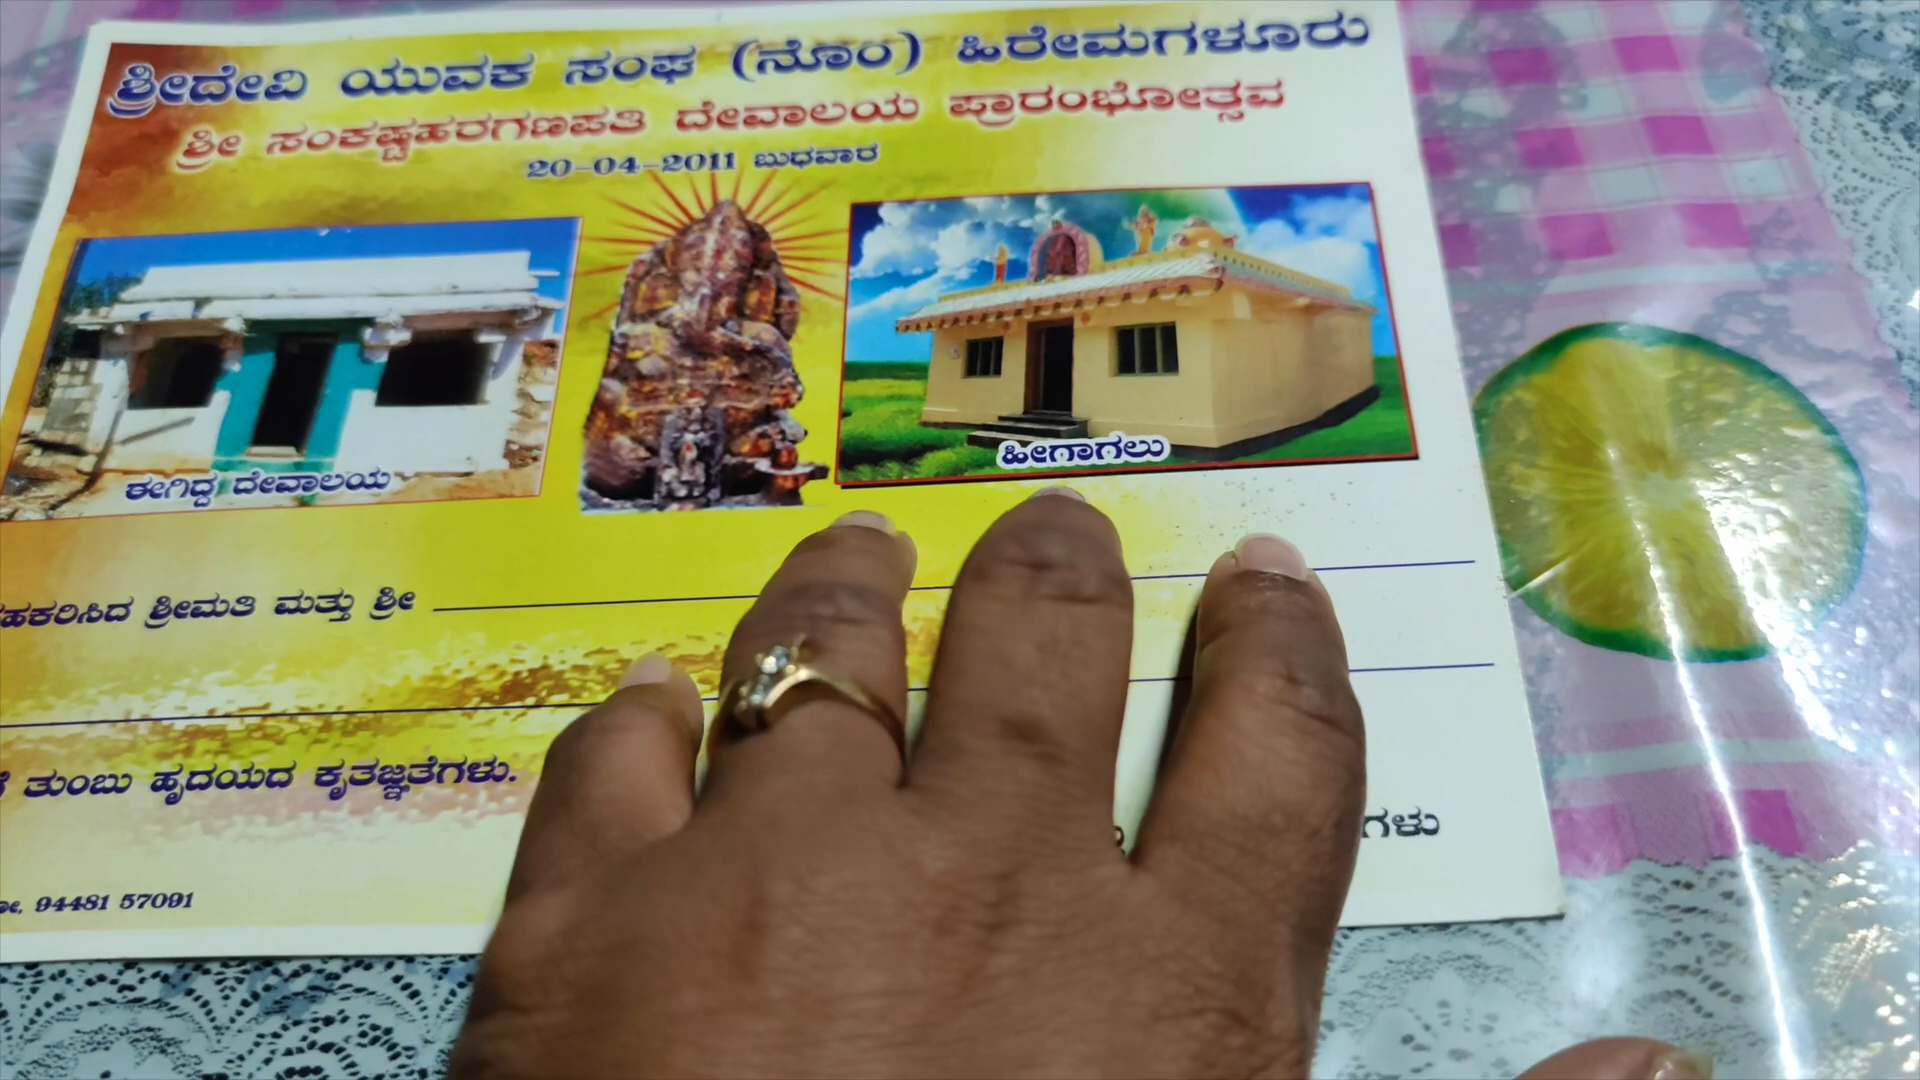 ಶ್ರೀದೇವಿ ಯುವಕ ಸಂಘ (ನೊಂ) ಹಿರೇಮಗಳೂರು
ಶ್ರೀ ಸಂಕಷ್ಟಹರಗಣಪತಿ ದೇವಾಲಯ ಪ್ರಾರಂಭೋತ್ಸವ
20-04-2011 ಬುಧವಾರ
ಈಗಿದ್ದ ದೇವಾಲಯ
ಹೀಗಾಗಲು
ಹಕರಿಸಿದ ಶ್ರೀಮತಿ ಮತ್ತು ಶ್ರೀ
ತುಂಬು ಹೃದಯದ ಕೃತಜ್ಞತೆಗಳು.
ಗಳು
94481 57091